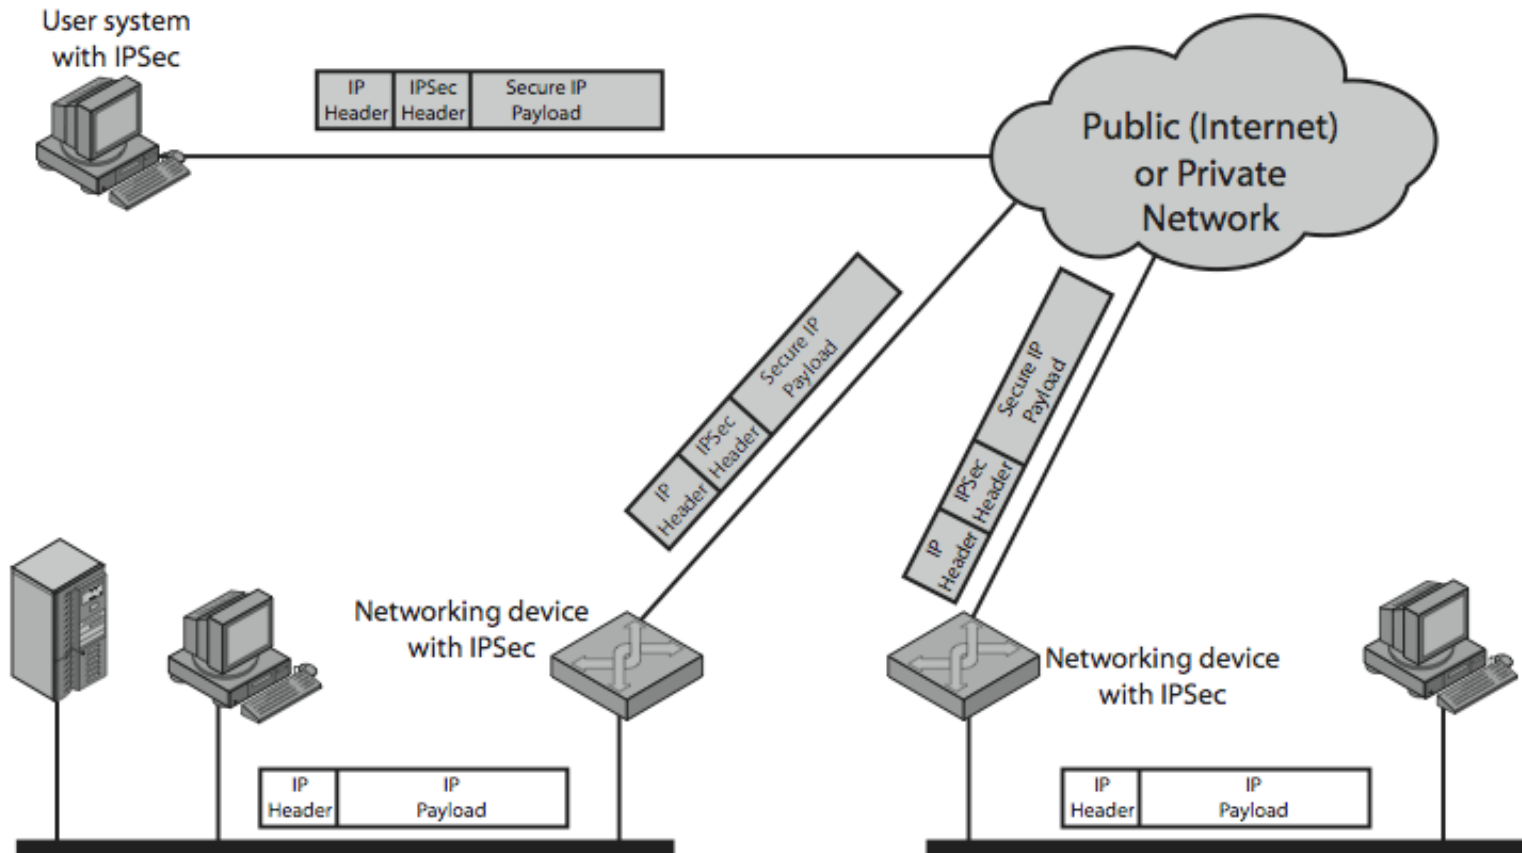 User system
with IPSec
IP
Header
IPSec
Header
Secure IP
Payload
Public (Internet)
or Private
Network
IP
Header
IPSec
Header
Secure IP
Payload
IP
Header
IPSec
Header
Secure IP
Payload
Networking device
with IPSec
Networking device
with IPSec
IP
Header
IP
Payload
IP
Header
IP
Payload